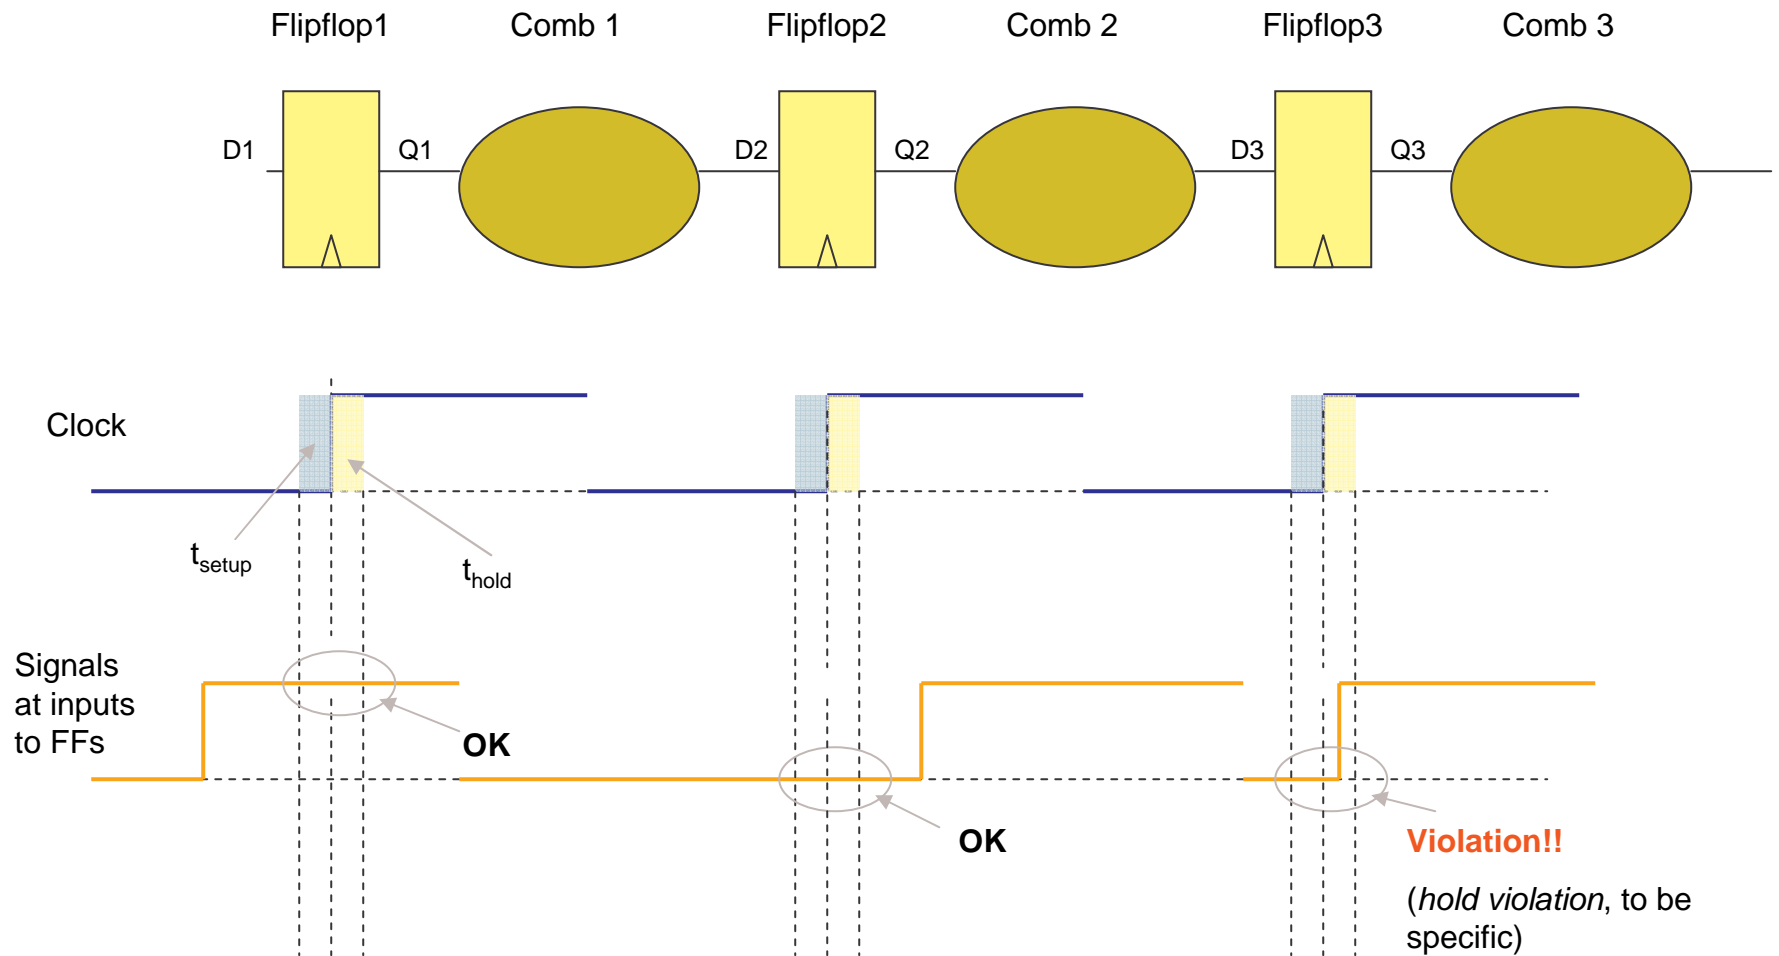 Flipflop1 Comb 1 Flipflop2 Comb 2 Flipflop3 Comb 3
D1 Q1 D2 Q2 D3 Q3
Clock
tsetup
thold
Signals
at inputs
to FFs
OK
OK
Violation!!
(hold violation, to be
specific)